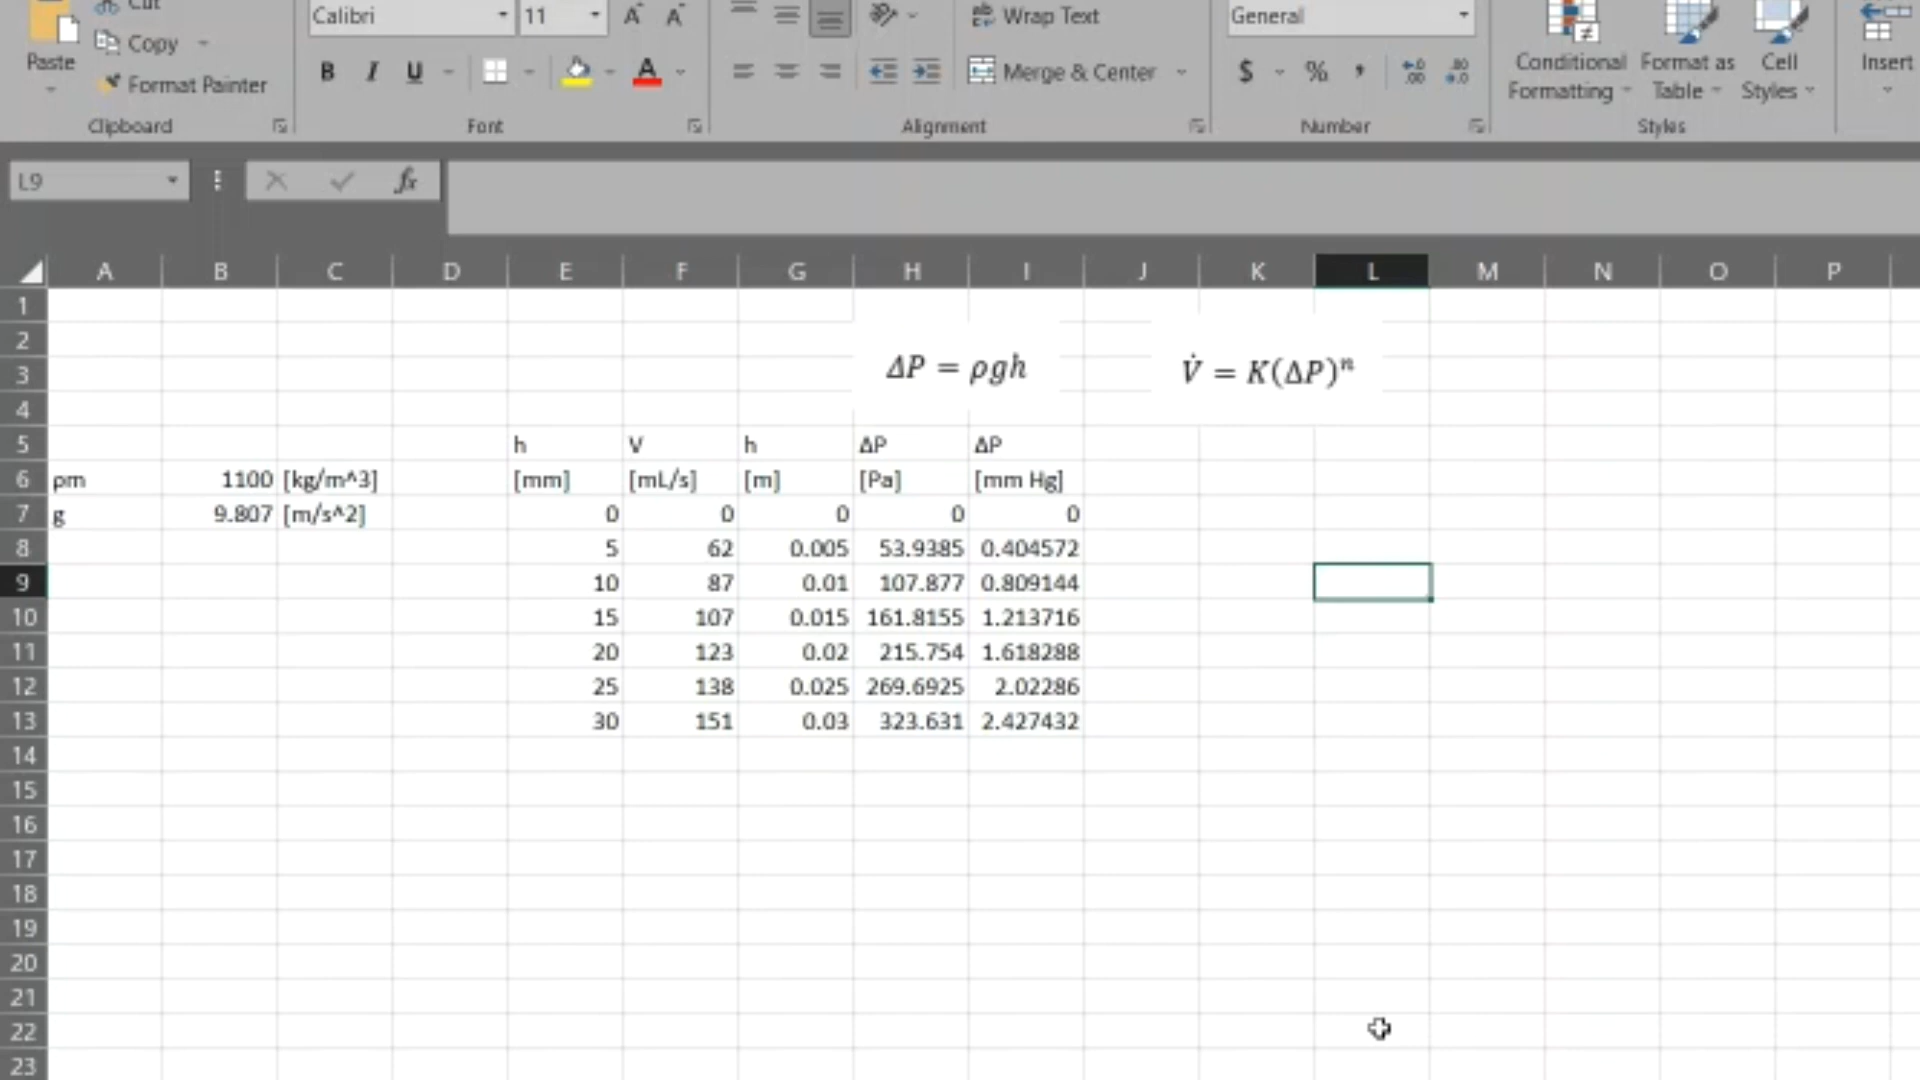 Cut
Calibri 11 A A Wrap Text General
Copy
Paste Conditional Format as Cell Insert
B I U A Merge & Center $ % , .00 .00
Format Painter Formatting Table Styles
Clipboard Font Alignment Number Styles
L9 fx
A B C D E F G H I J K L M N O P
1
2
3 ΔP = ρgh V̇ = K(ΔP)ⁿ
4
5 h V h ΔP ΔP
6 ρm 1100 [kg/m^3] [mm] [mL/s] [m] [Pa] [mm Hg]
7 g 9.807 [m/s^2] 0 0 0 0 0
8 5 62 0.005 53.9385 0.404572
9 10 87 0.01 107.877 0.809144
10 15 107 0.015 161.8155 1.213716
11 20 123 0.02 215.754 1.618288
12 25 138 0.025 269.6925 2.02286
13 30 151 0.03 323.631 2.427432
14
15
16
17
18
19
20
21
22
23